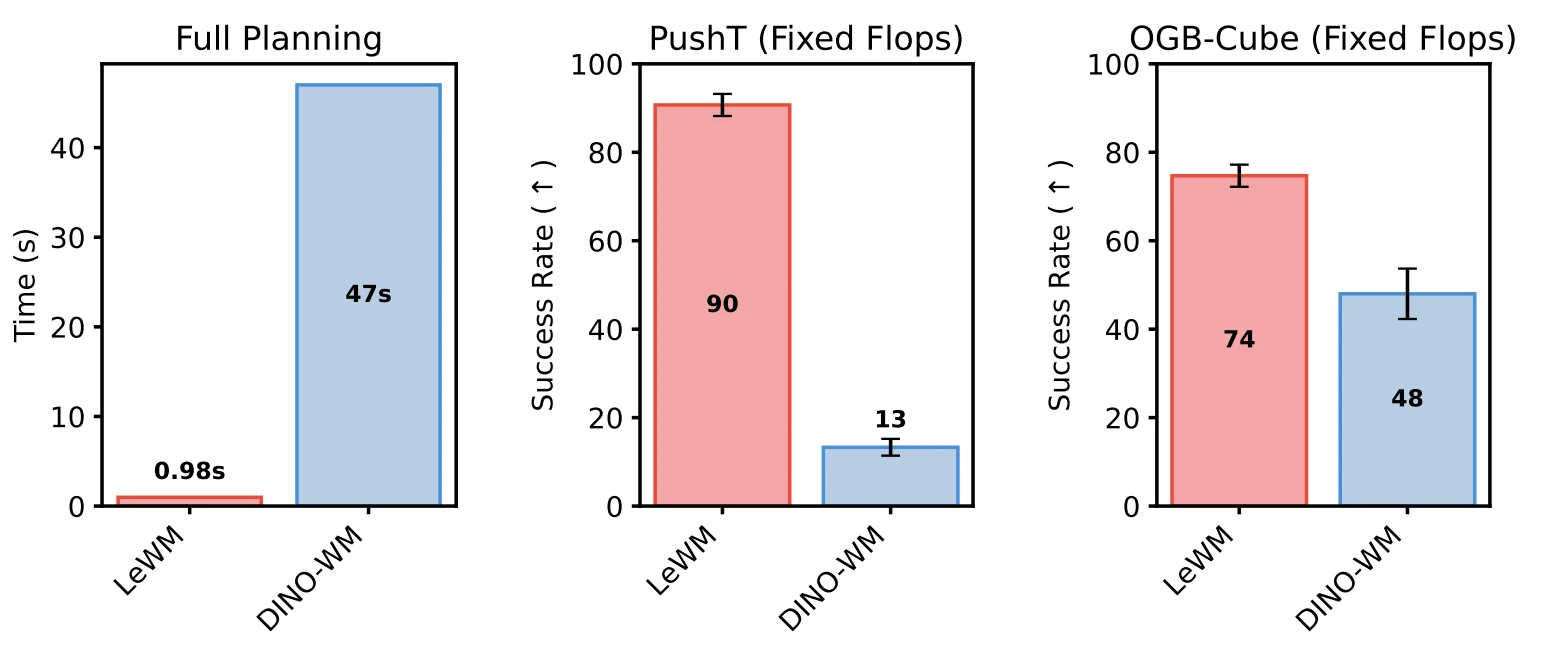 Full Planning
Time (s)
40
30
20
10
0
0.98s
47s
LeWM
DINO-WM
PushT (Fixed Flops)
Success Rate ( ↑ )
100
80
60
40
20
0
90
13
LeWM
DINO-WM
OGB-Cube (Fixed Flops)
Success Rate ( ↑ )
100
80
60
40
20
0
74
48
LeWM
DINO-WM